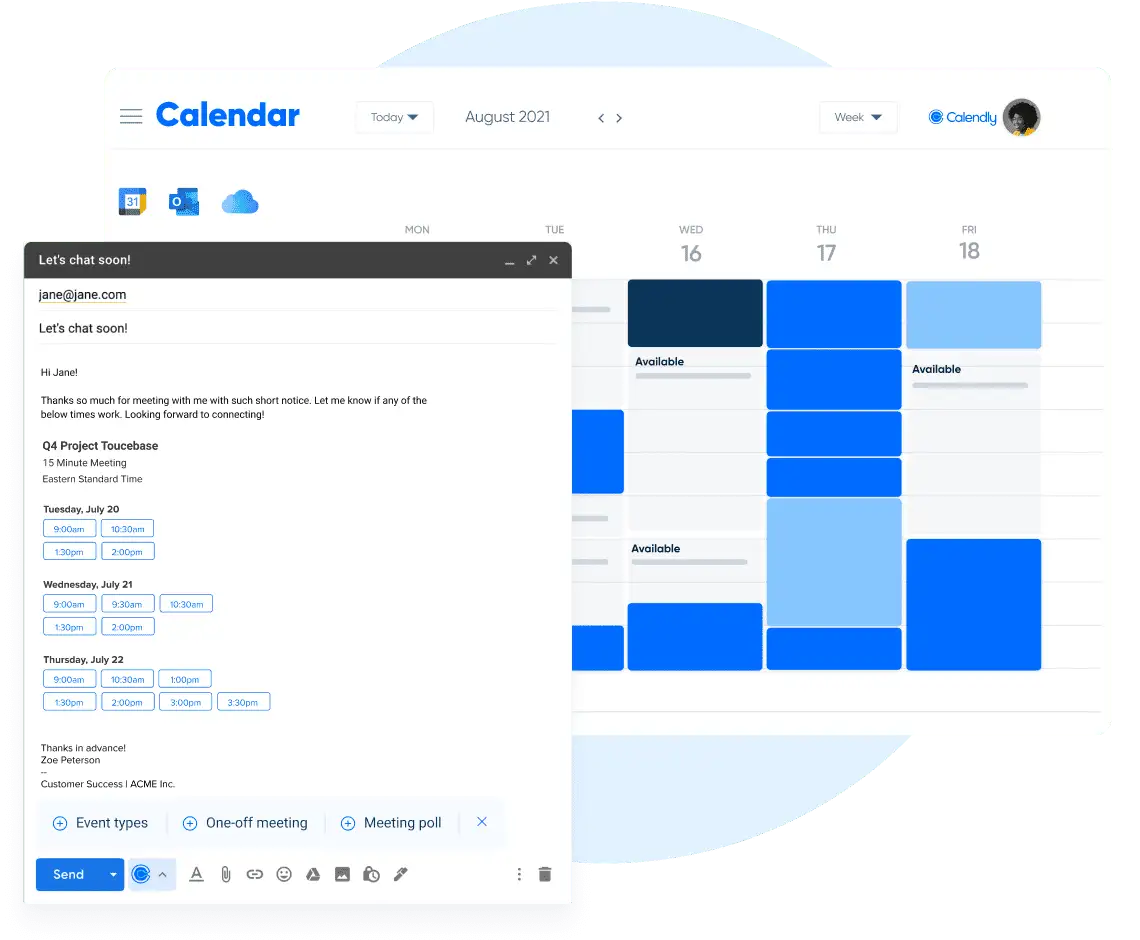 Calendar
Today
August 2021
Week
Calendly
31
O
MON
TUE
WED
THU
FRI
16
17
18
Available
Available
Available
Let's chat soon!
jane@jane.com
Let's chat soon!
Hi Jane!
Thanks so much for meeting with me with such short notice. Let me know if any of the
below times work. Looking forward to connecting!
Q4 Project Toucebase
15 Minute Meeting
Eastern Standard Time
Tuesday, July 20
9:00am 10:30am
1:30pm 2:00pm
Wednesday, July 21
9:00am 9:30am 10:30am
1:30pm 2:00pm
Thursday, July 22
9:00am 10:30am 1:00pm
1:30pm 2:00pm 3:00pm 3:30pm
Thanks in advance!
Zoe Peterson
--
Customer Success | ACME Inc.
Event types One-off meeting Meeting poll
Send